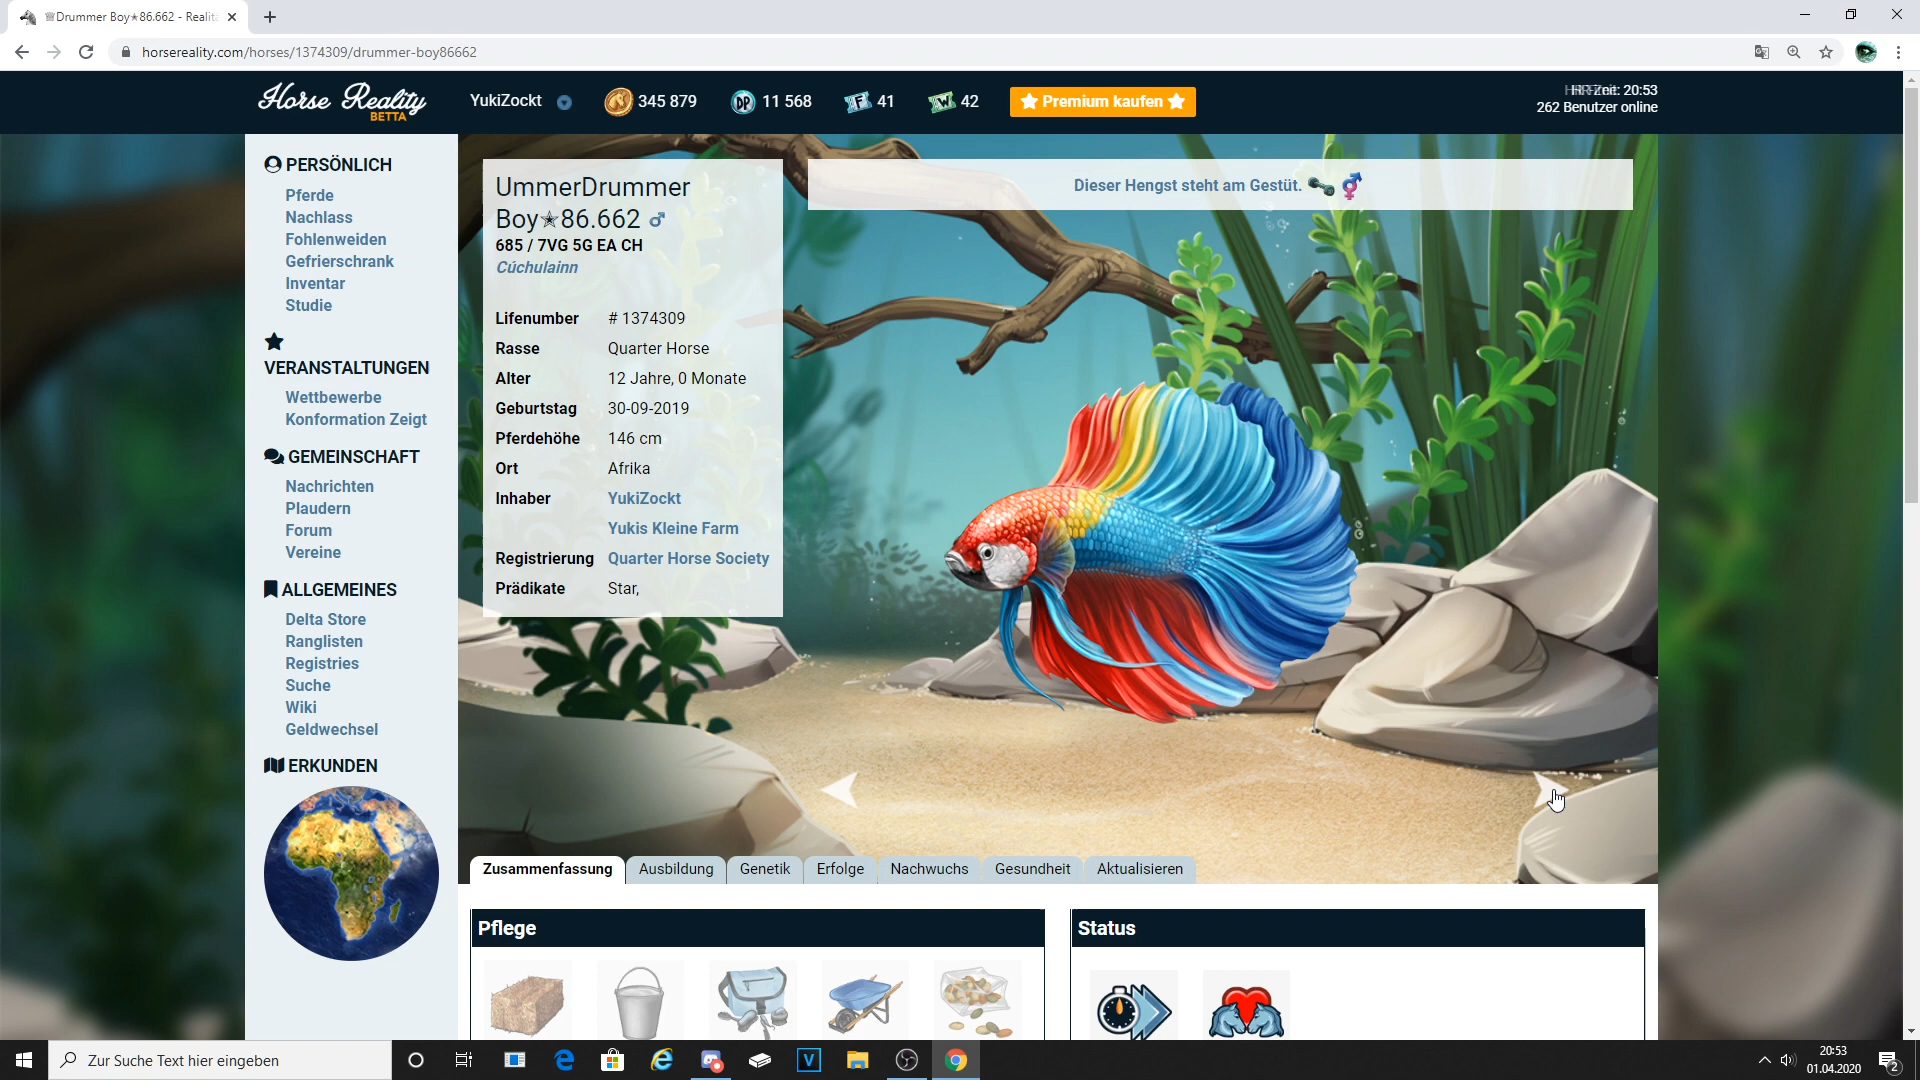 ♕Drummer Boy✭86.662 - Realit
horsereality.com/horses/1374309/drummer-boy86662
Horse Reality
BETTA
YukiZockt
345 879
DP 11 568
F 41
W 42
Premium kaufen
Zeit: 20:53
262 Benutzer online
PERSÖNLICH
Pferde
Nachlass
Fohlenweiden
Gefrierschrank
Inventar
Studie
VERANSTALTUNGEN
Wettbewerbe
Konformation Zeigt
GEMEINSCHAFT
Nachrichten
Plaudern
Forum
Vereine
ALLGEMEINES
Delta Store
Ranglisten
Registries
Suche
Wiki
Geldwechsel
ERKUNDEN
UmmerDrummer
Boy✭86.662 ♂
685 / 7VG 5G EA CH
Cúchulainn
Lifenumber # 1374309
Rasse Quarter Horse
Alter 12 Jahre, 0 Monate
Geburtstag 30-09-2019
Pferdehöhe 146 cm
Ort Afrika
Inhaber YukiZockt
Yukis Kleine Farm
Registrierung Quarter Horse Society
Prädikate Star,
Dieser Hengst steht am Gestüt.
Zusammenfassung
Ausbildung
Genetik
Erfolge
Nachwuchs
Gesundheit
Aktualisieren
Pflege
Status
Zur Suche Text hier eingeben
V
20:53
01.04.2020
2